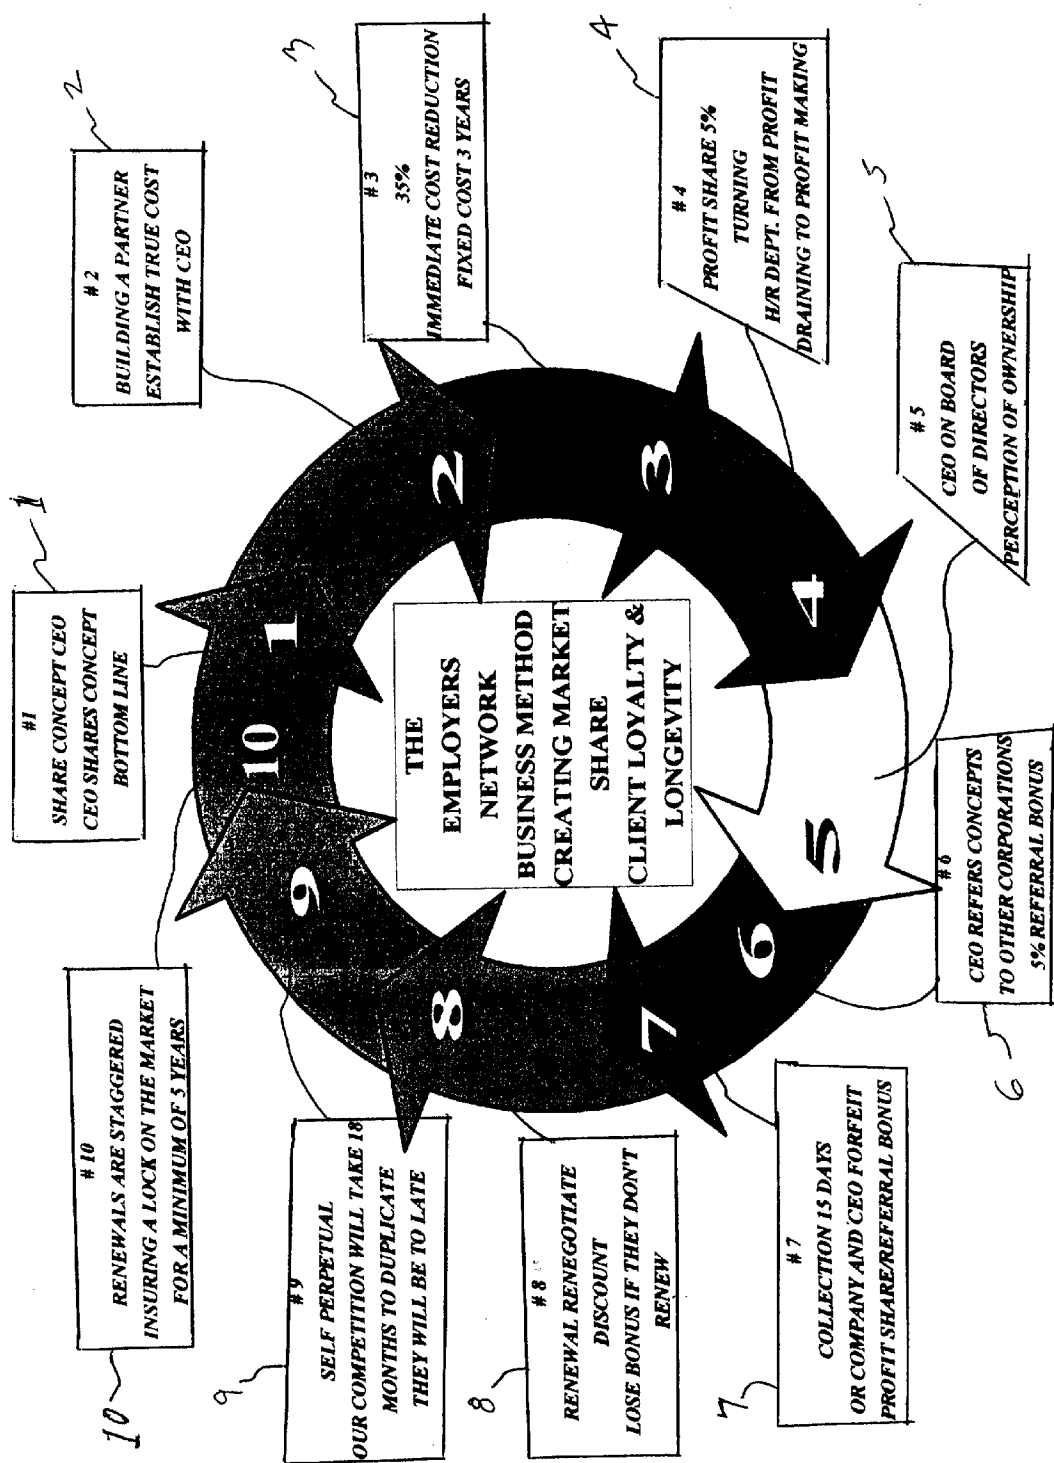 THE
EMPLOYERS
NETWORK
BUSINESS METHOD
CREATING MARKET
SHARE
CLIENT LOYALTY &
LONGEVITY
1
2
3
4
5
6
7
8
9
10
#1
SHARE CONCEPT CEO
CEO SHARES CONCEPT
BOTTOM LINE
1
#2
BUILDING A PARTNER
ESTABLISH TRUE COST
WITH CEO
2
#3
35%
IMMEDIATE COST REDUCTION
FIXED COST 3 YEARS
3
#4
PROFIT SHARE 5%
TURNING
H/R DEPT. FROM PROFIT
DRAINING TO PROFIT MAKING
4
#5
CEO ON BOARD
OF DIRECTORS
PERCEPTION OF OWNERSHIP
5
#6
CEO REFERS CONCEPTS
TO OTHER CORPORATIONS
5% REFERRAL BONUS
6
#7
COLLECTION 15 DAYS
OR COMPANY AND CEO FORFEIT
PROFIT SHARE/REFERRAL BONUS
7
#8
RENEWAL RENEGOTIATE
DISCOUNT
LOSE BONUS IF THEY DON'T
RENEW
8
#9
SELF PERPETUAL
OUR COMPETITION WILL TAKE 18
MONTHS TO DUPLICATE
THEY WILL BE TO LATE
9
#10
RENEWALS ARE STAGGERED
INSURING A LOCK ON THE MARKET
FOR A MINIMUM OF 5 YEARS
10